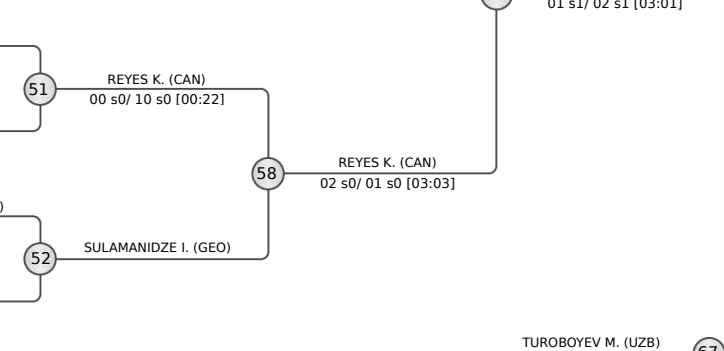 01 s1/ 02 s1 [03:01]
REYES K. (CAN)
51
00 s0/ 10 s0 [00:22]
REYES K. (CAN)
58
02 s0/ 01 s0 [03:03]
)
SULAMANIDZE I. (GEO)
52
TUROBOYEV M. (UZB)
67